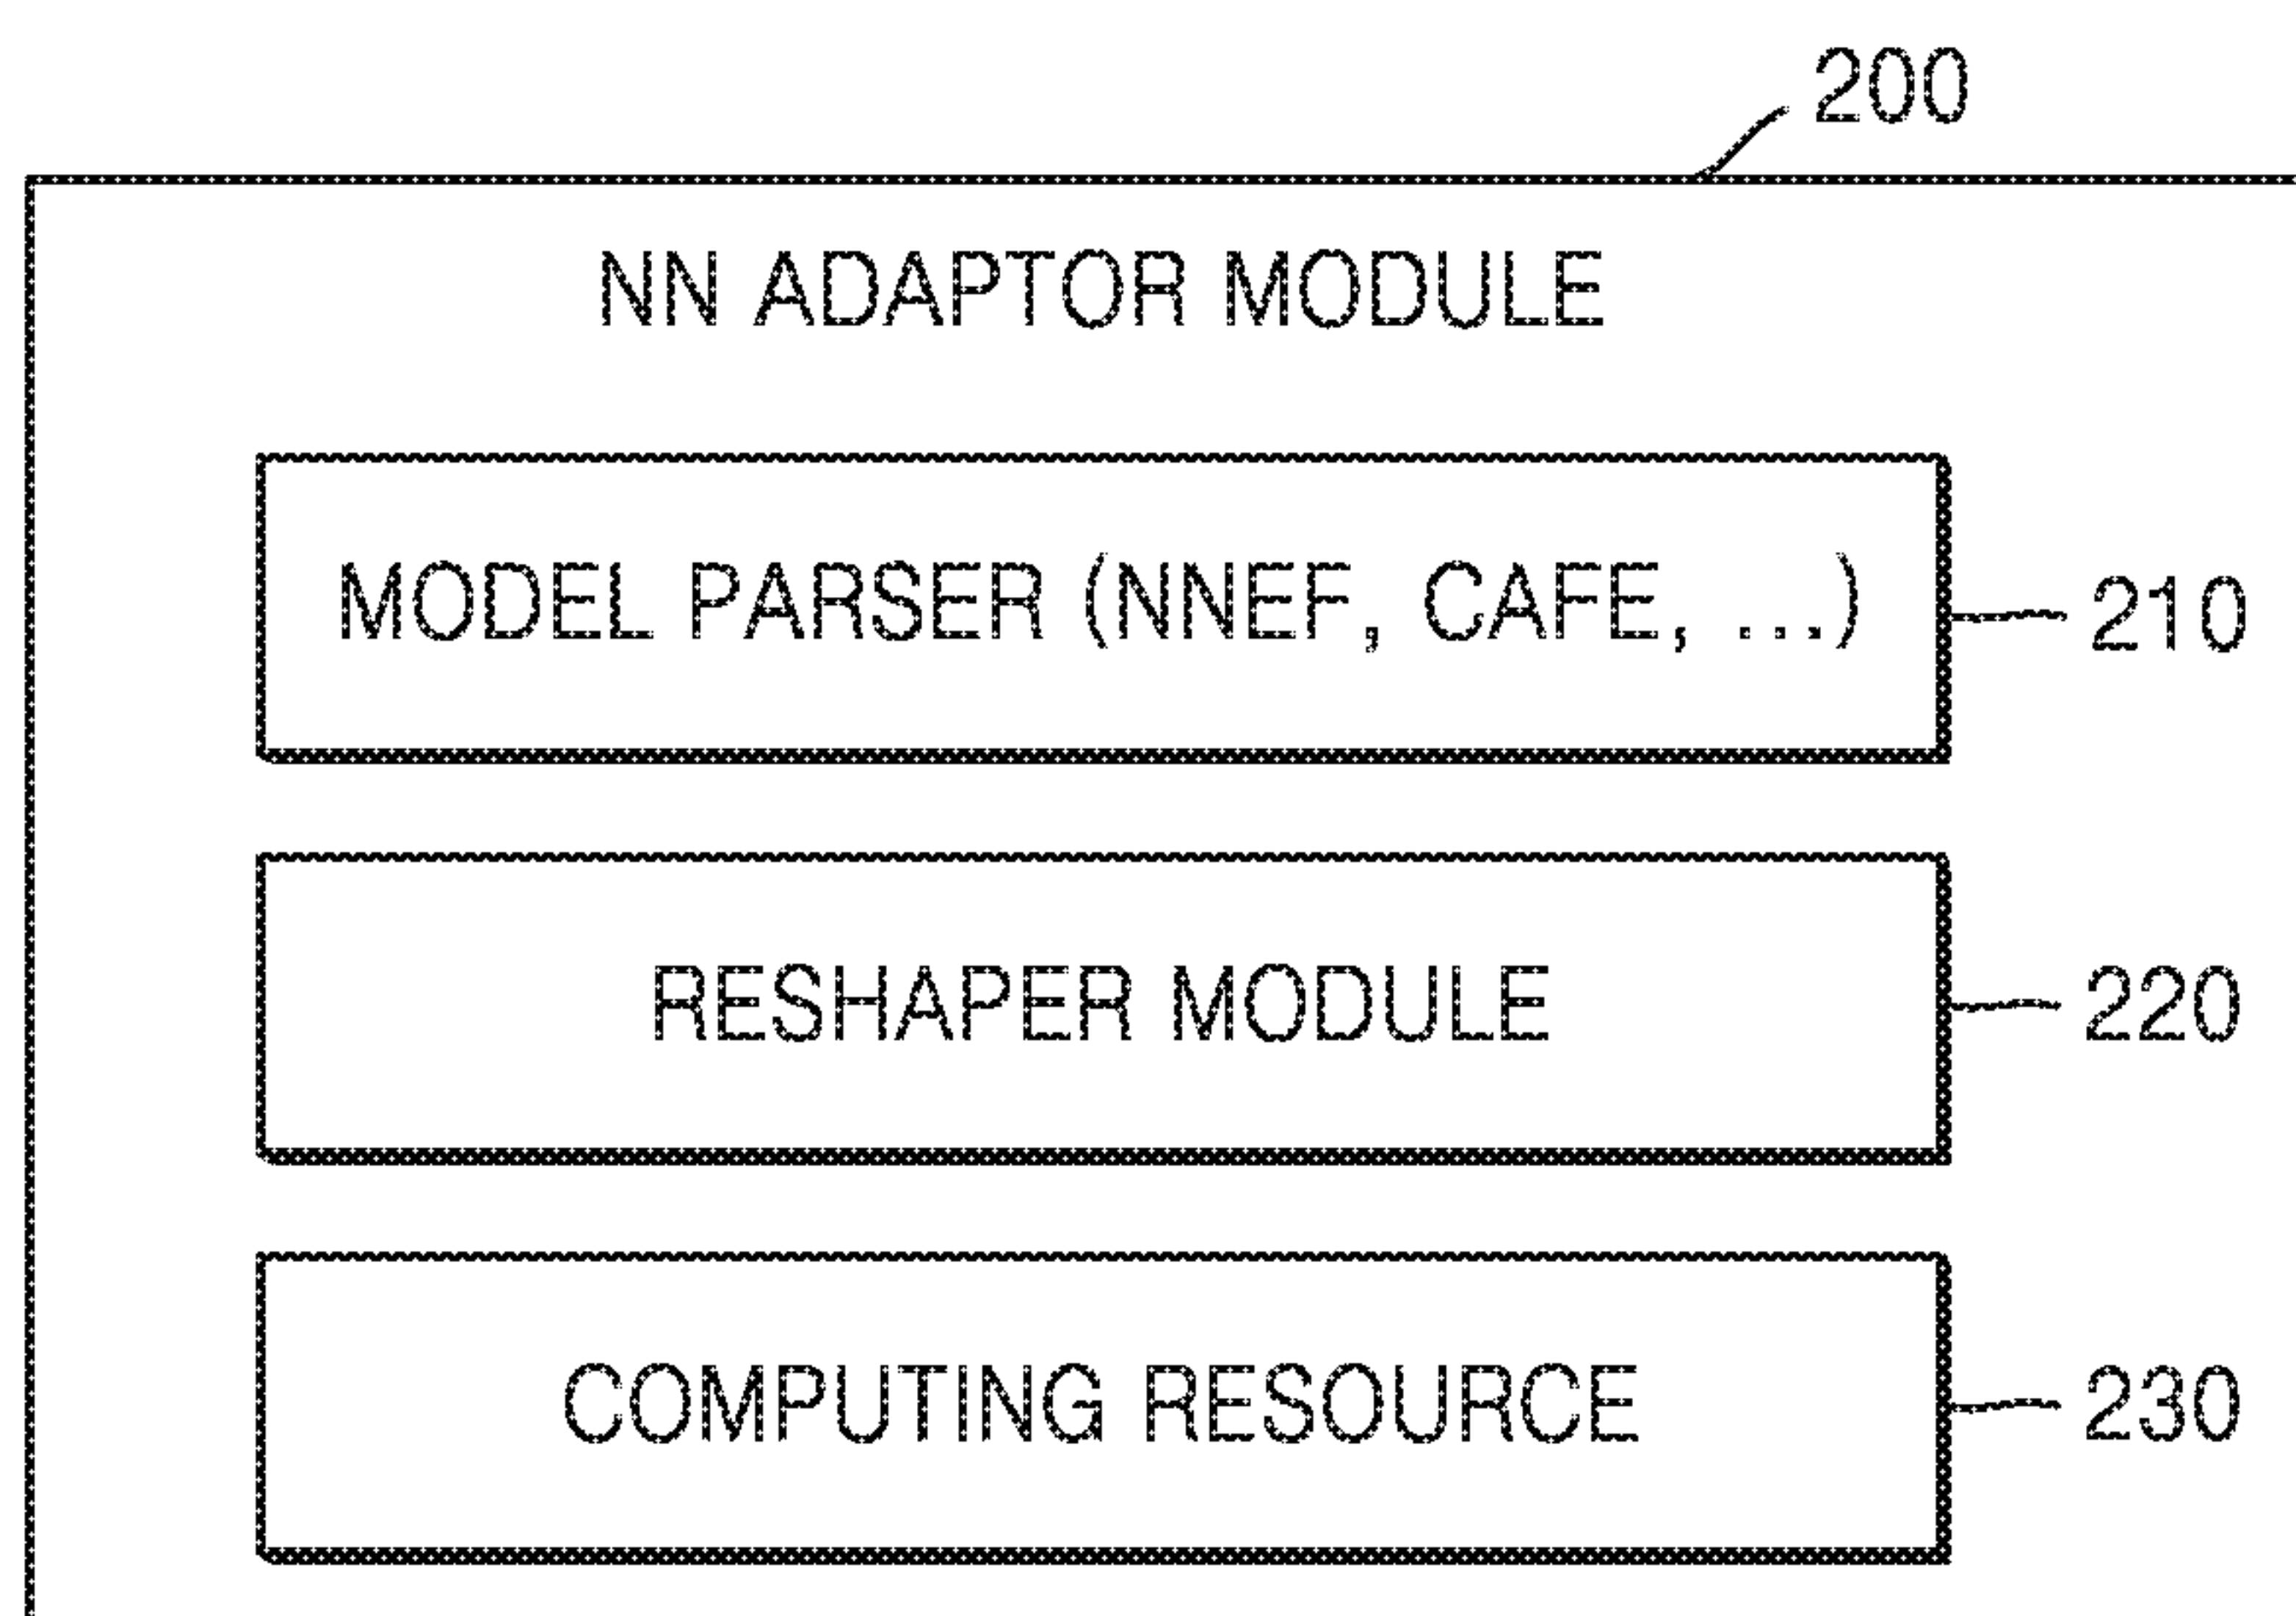 200
NN ADAPTOR MODULE
MODEL PARSER (NNEF, CAFE, ...)
210
RESHAPER MODULE
220
COMPUTING RESOURCE
230